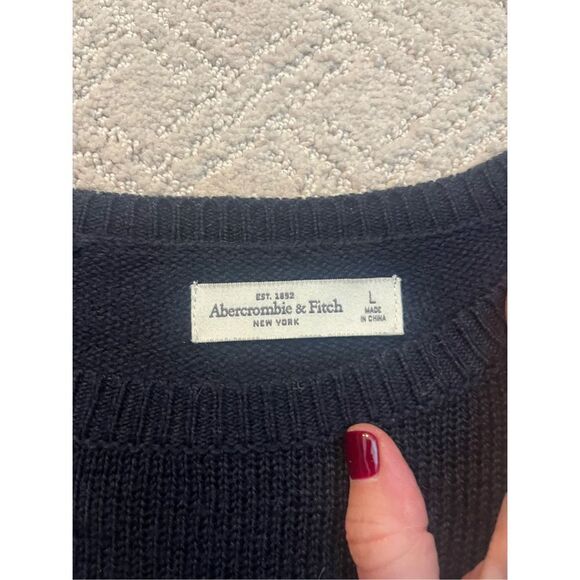 EST. 1892
Abercrombie & Fitch
NEW YORK
L
MADE
IN CHINA